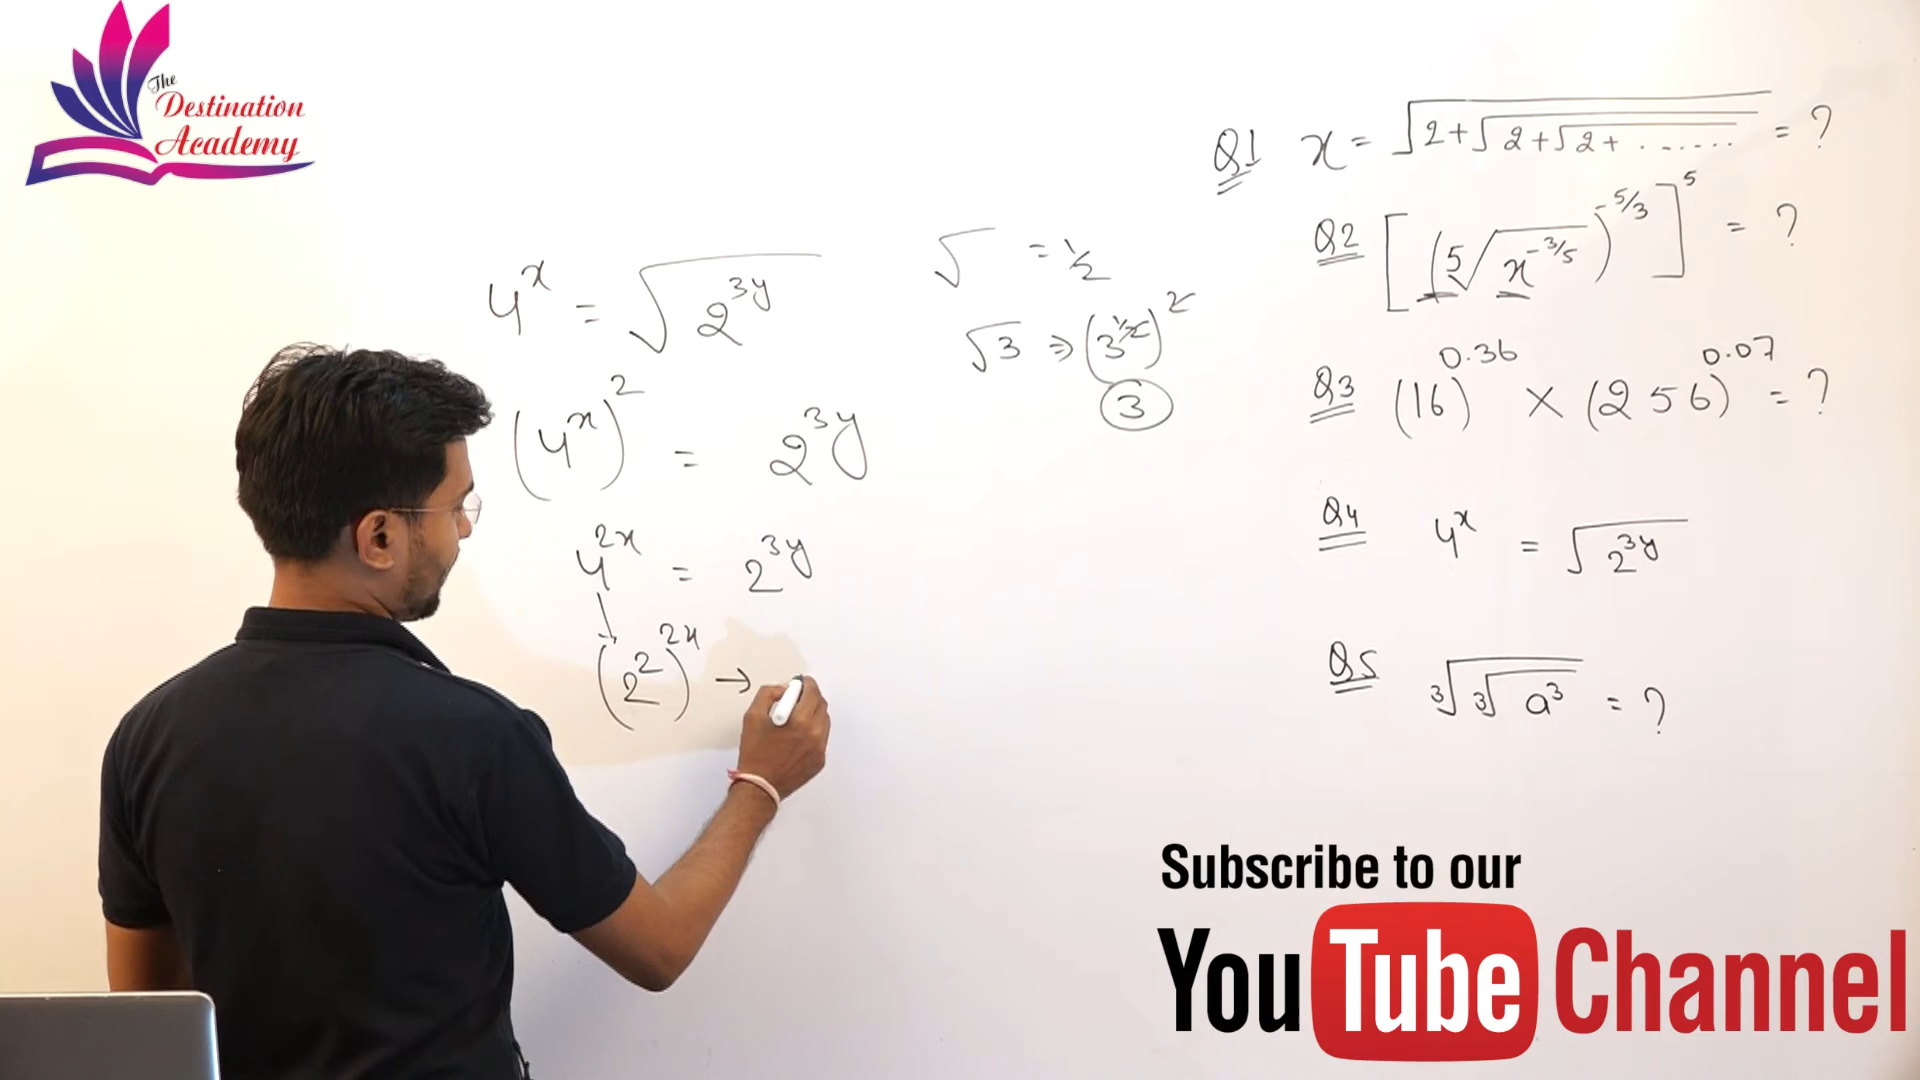 The
Destination
Academy
4^x = √(2^3y)
(4^x)^2 = 2^3y
4^2x = 2^3y
(2^2)^2x →
√ = 1/2
√3 ⇒ (3^1/2)^2
3
Q1 x = √(2+√(2+√(2+....... = ?
Q2 [(5√(x^-3/5))^-5/3]^5 = ?
Q3 (16)^0.36 × (256)^0.07 = ?
Q4 4^x = √(2^3y)
Q5 3√(3√(a^3)) = ?
Subscribe to our
YouTube Channel